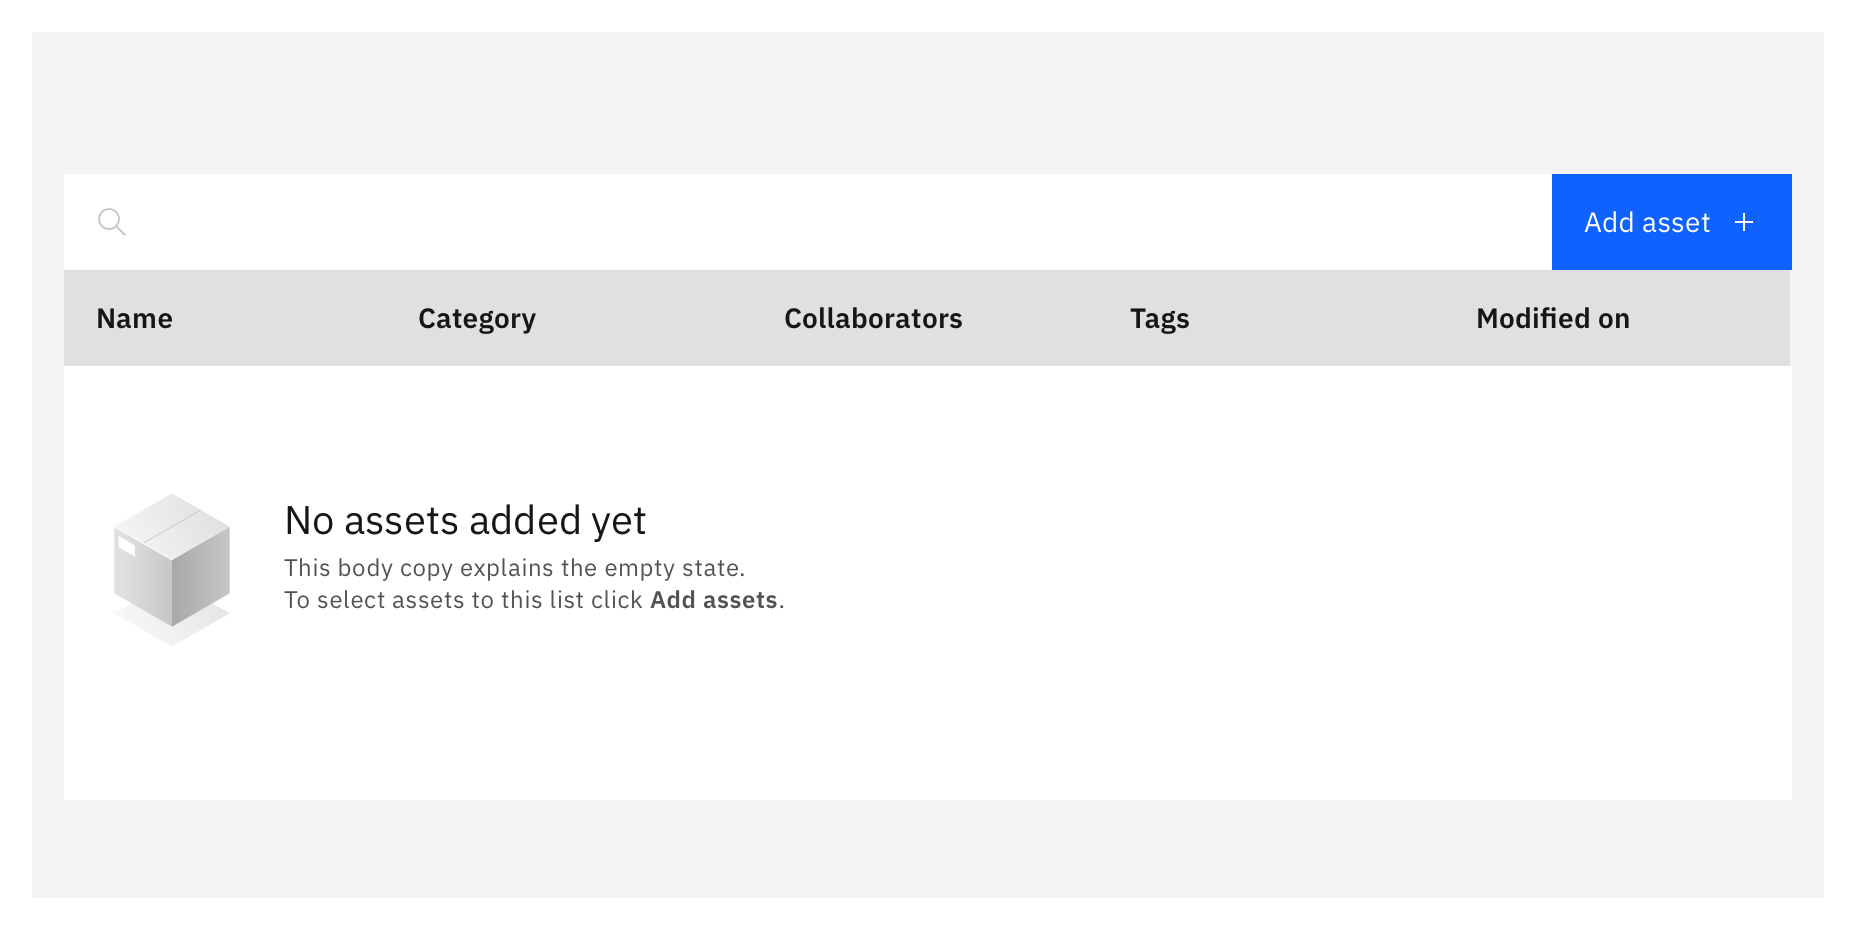 Add asset
Name Category Collaborators Tags Modified on
No assets added yet
This body copy explains the empty state.
To select assets to this list click Add assets.